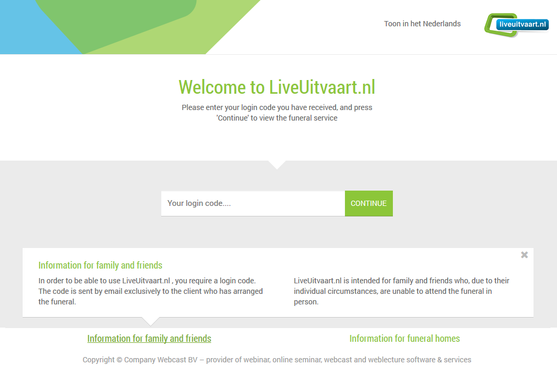 Toon in het Nederlands
liveuitvaart.nl
Welcome to LiveUitvaart.nl
Please enter your login code you have received, and press
'Continue' to view the funeral service
Your login code....
CONTINUE
Information for family and friends
In order to be able to use LiveUitvaart.nl , you require a login code.
The code is sent by email exclusively to the client who has arranged
the funeral.
LiveUitvaart.nl is intended for family and friends who, due to their
individual circumstances, are unable to attend the funeral in
person.
Information for family and friends
Information for funeral homes
Copyright © Company Webcast BV – provider of webinar, online seminar, webcast and weblecture software & services